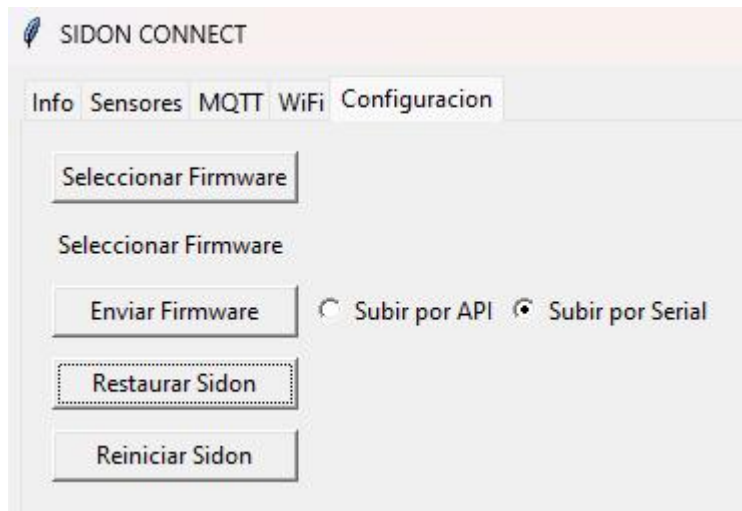 SIDON CONNECT
Info Sensores MQTT WiFi Configuracion
Seleccionar Firmware
Seleccionar Firmware
Enviar Firmware Subir por API Subir por Serial
Restaurar Sidon
Reiniciar Sidon